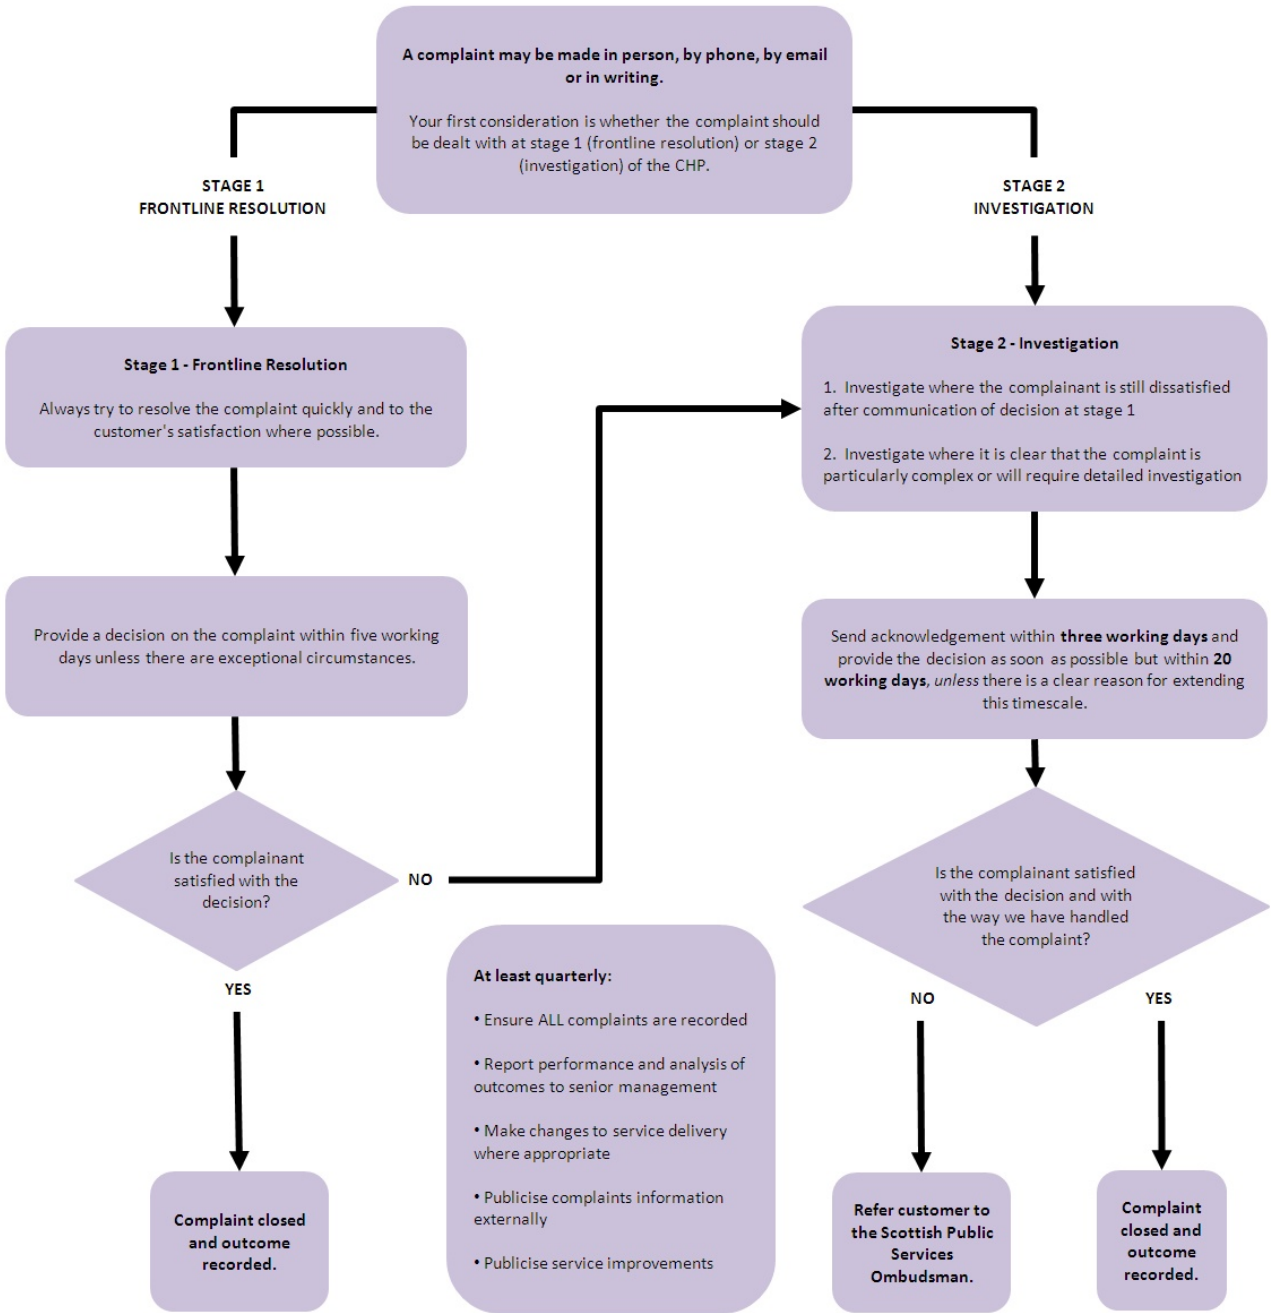 A complaint may be made in person, by phone, by email
or in writing.
Your first consideration is whether the complaint should
be dealt with at stage 1 (frontline resolution) or stage 2
(investigation) of the CHP.
STAGE 1
FRONTLINE RESOLUTION
STAGE 2
INVESTIGATION
Stage 1 - Frontline Resolution
Always try to resolve the complaint quickly and to the
customer's satisfaction where possible.
Stage 2 - Investigation
1. Investigate where the complainant is still dissatisfied
after communication of decision at stage 1
2. Investigate where it is clear that the complaint is
particularly complex or will require detailed investigation
Provide a decision on the complaint within five working
days unless there are exceptional circumstances.
Send acknowledgement within three working days and
provide the decision as soon as possible but within 20
working days, unless there is a clear reason for extending
this timescale.
Is the complainant
satisfied with the
decision?
NO
YES
Is the complainant satisfied
with the decision and with
the way we have handled
the complaint?
NO
YES
At least quarterly:
• Ensure ALL complaints are recorded
• Report performance and analysis of
outcomes to senior management
• Make changes to service delivery
where appropriate
• Publicise complaints information
externally
• Publicise service improvements
Complaint closed
and outcome
recorded.
Refer customer to
the Scottish Public
Services
Ombudsman.
Complaint
closed and
outcome
recorded.